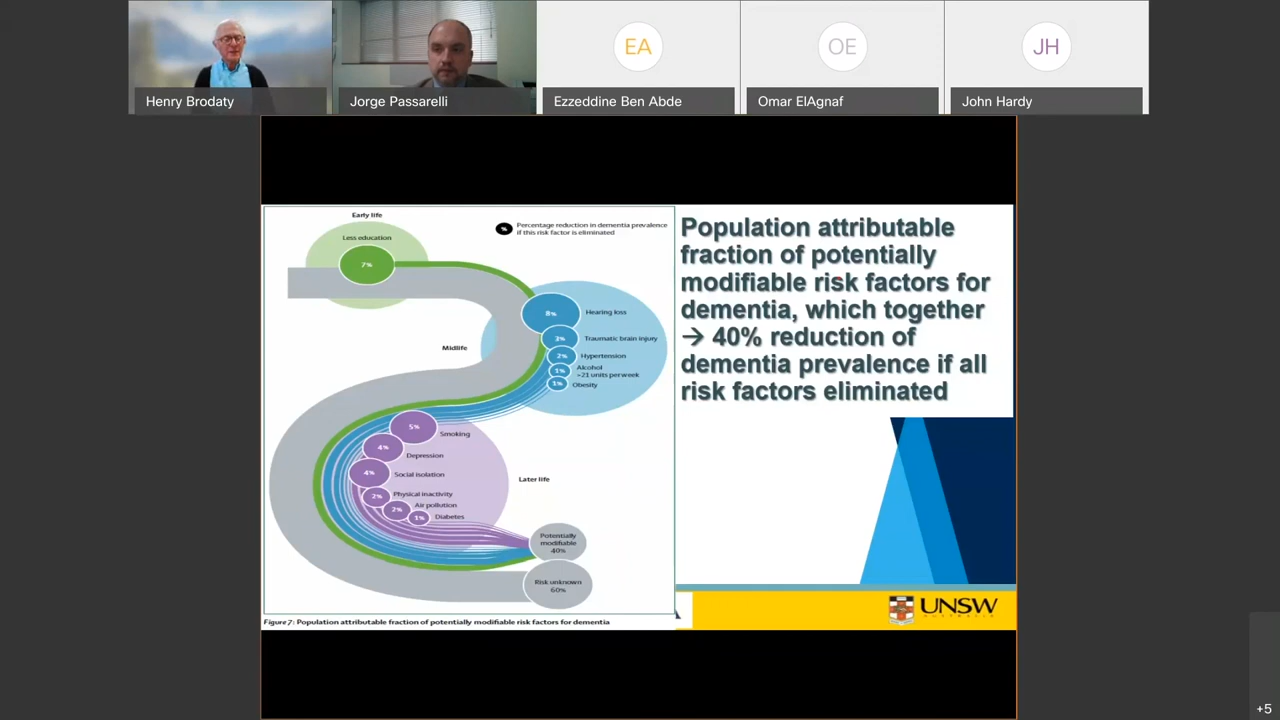 EA
OE
JH
Henry Brodaty
Jorge Passarelli
Ezzeddine Ben Abde
Omar ElAgnaf
John Hardy
Early life
Less education
7%
%
Percentage reduction in dementia prevalence
if this risk factor is eliminated
8%
Hearing loss
3%
Traumatic brain injury
Midlife
2%
Hypertension
1%
Alcohol
>21 units per week
1%
Obesity
5%
Smoking
4%
Depression
4%
Social isolation
Later life
2%
Physical inactivity
2%
Air pollution
1%
Diabetes
Potentially
modifiable
40%
Risk unknown
60%
Figure 7: Population attributable fraction of potentially modifiable risk factors for dementia
Population attributable
fraction of potentially
modifiable risk factors for
dementia, which together
→ 40% reduction of
dementia prevalence if all
risk factors eliminated
UNSW
AUSTRALIA
+5